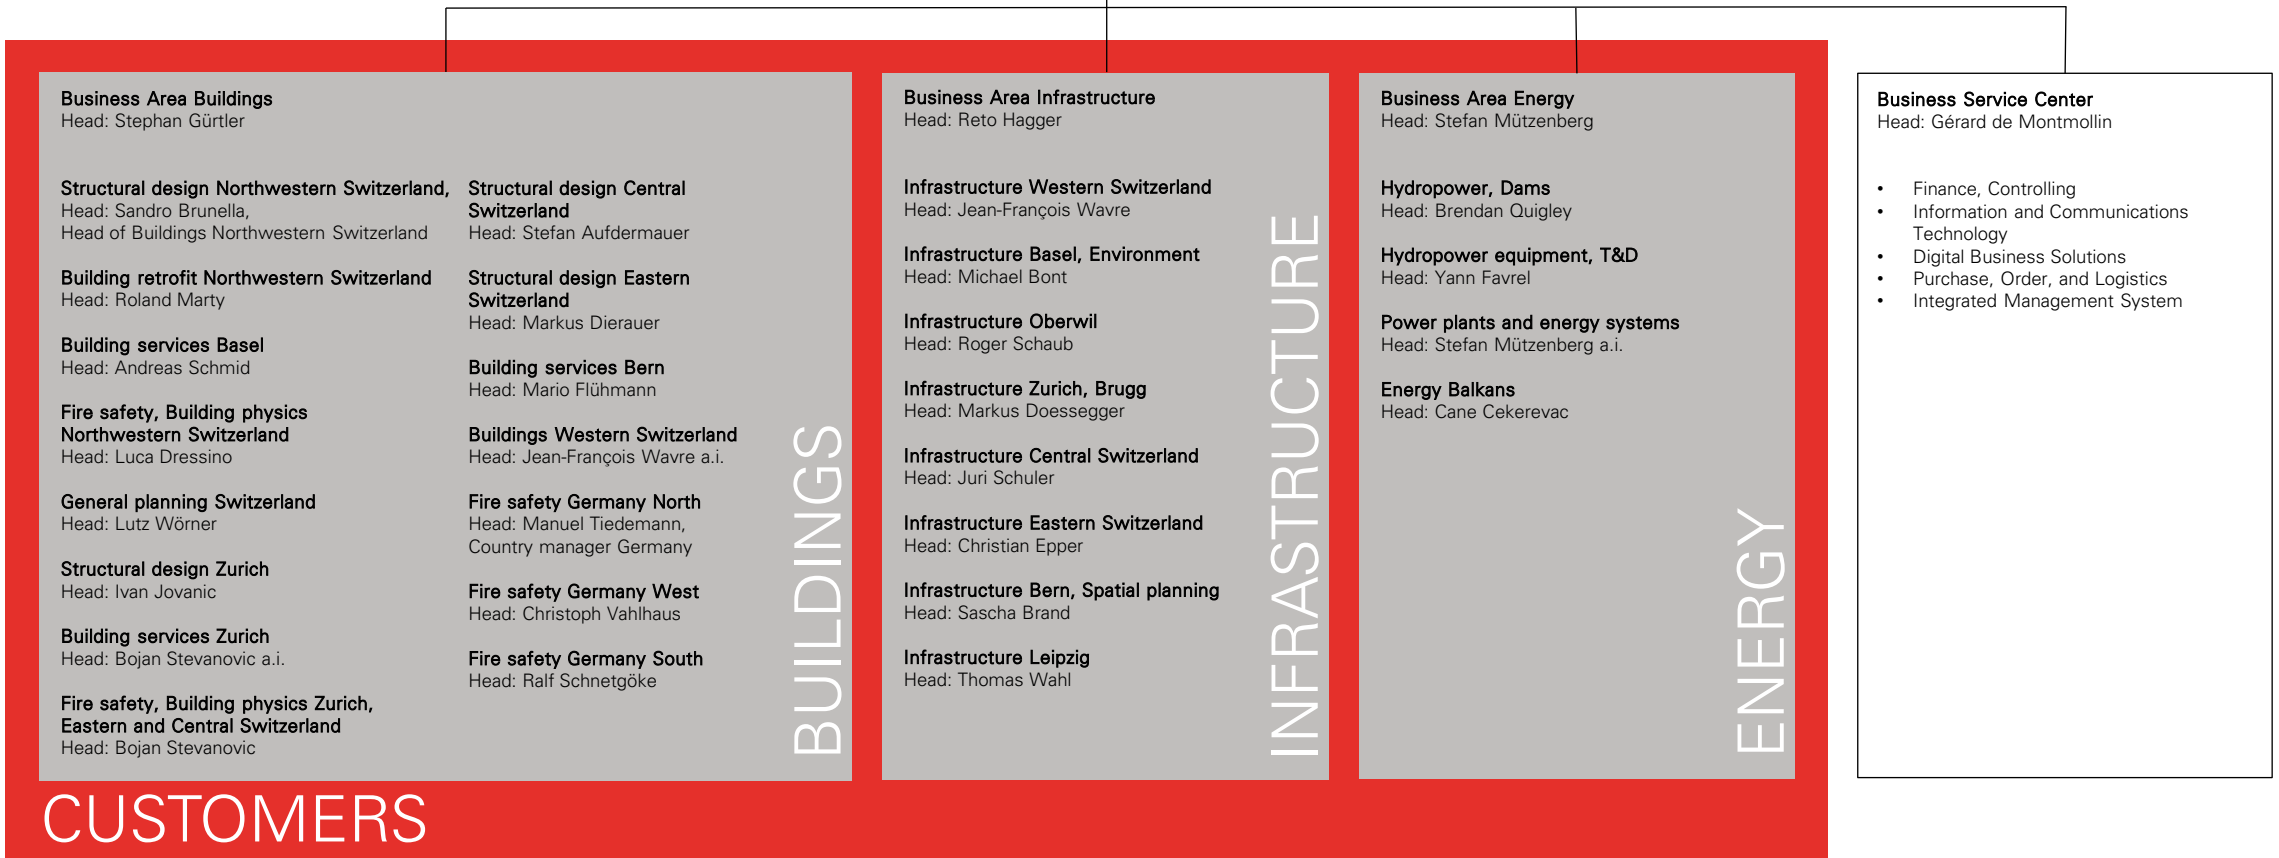 Business Area Buildings
Head: Stephan Gürtler
Structural design Northwestern Switzerland,
Head: Sandro Brunella,
Head of Buildings Northwestern Switzerland
Building retrofit Northwestern Switzerland
Head: Roland Marty
Building services Basel
Head: Andreas Schmid
Fire safety, Building physics
Northwestern Switzerland
Head: Luca Dressino
General planning Switzerland
Head: Lutz Wörner
Structural design Zurich
Head: Ivan Jovanic
Building services Zurich
Head: Bojan Stevanovic a.i.
Fire safety, Building physics Zurich,
Eastern and Central Switzerland
Head: Bojan Stevanovic
Structural design Central
Switzerland
Head: Stefan Aufdermauer
Structural design Eastern
Switzerland
Head: Markus Dierauer
Building services Bern
Head: Mario Flühmann
Buildings Western Switzerland
Head: Jean-François Wavre a.i.
Fire safety Germany North
Head: Manuel Tiedemann,
Country manager Germany
Fire safety Germany West
Head: Christoph Vahlhaus
Fire safety Germany South
Head: Ralf Schnetgöke
BUILDINGS
Business Area Infrastructure
Head: Reto Hagger
Infrastructure Western Switzerland
Head: Jean-François Wavre
Infrastructure Basel, Environment
Head: Michael Bont
Infrastructure Oberwil
Head: Roger Schaub
Infrastructure Zurich, Brugg
Head: Markus Doessegger
Infrastructure Central Switzerland
Head: Juri Schuler
Infrastructure Eastern Switzerland
Head: Christian Epper
Infrastructure Bern, Spatial planning
Head: Sascha Brand
Infrastructure Leipzig
Head: Thomas Wahl
INFRASTRUCTURE
Business Area Energy
Head: Stefan Mützenberg
Hydropower, Dams
Head: Brendan Quigley
Hydropower equipment, T&D
Head: Yann Favrel
Power plants and energy systems
Head: Stefan Mützenberg a.i.
Energy Balkans
Head: Cane Cekerevac
ENERGY
CUSTOMERS
Business Service Center
Head: Gérard de Montmollin
• Finance, Controlling
• Information and Communications
Technology
• Digital Business Solutions
• Purchase, Order, and Logistics
• Integrated Management System